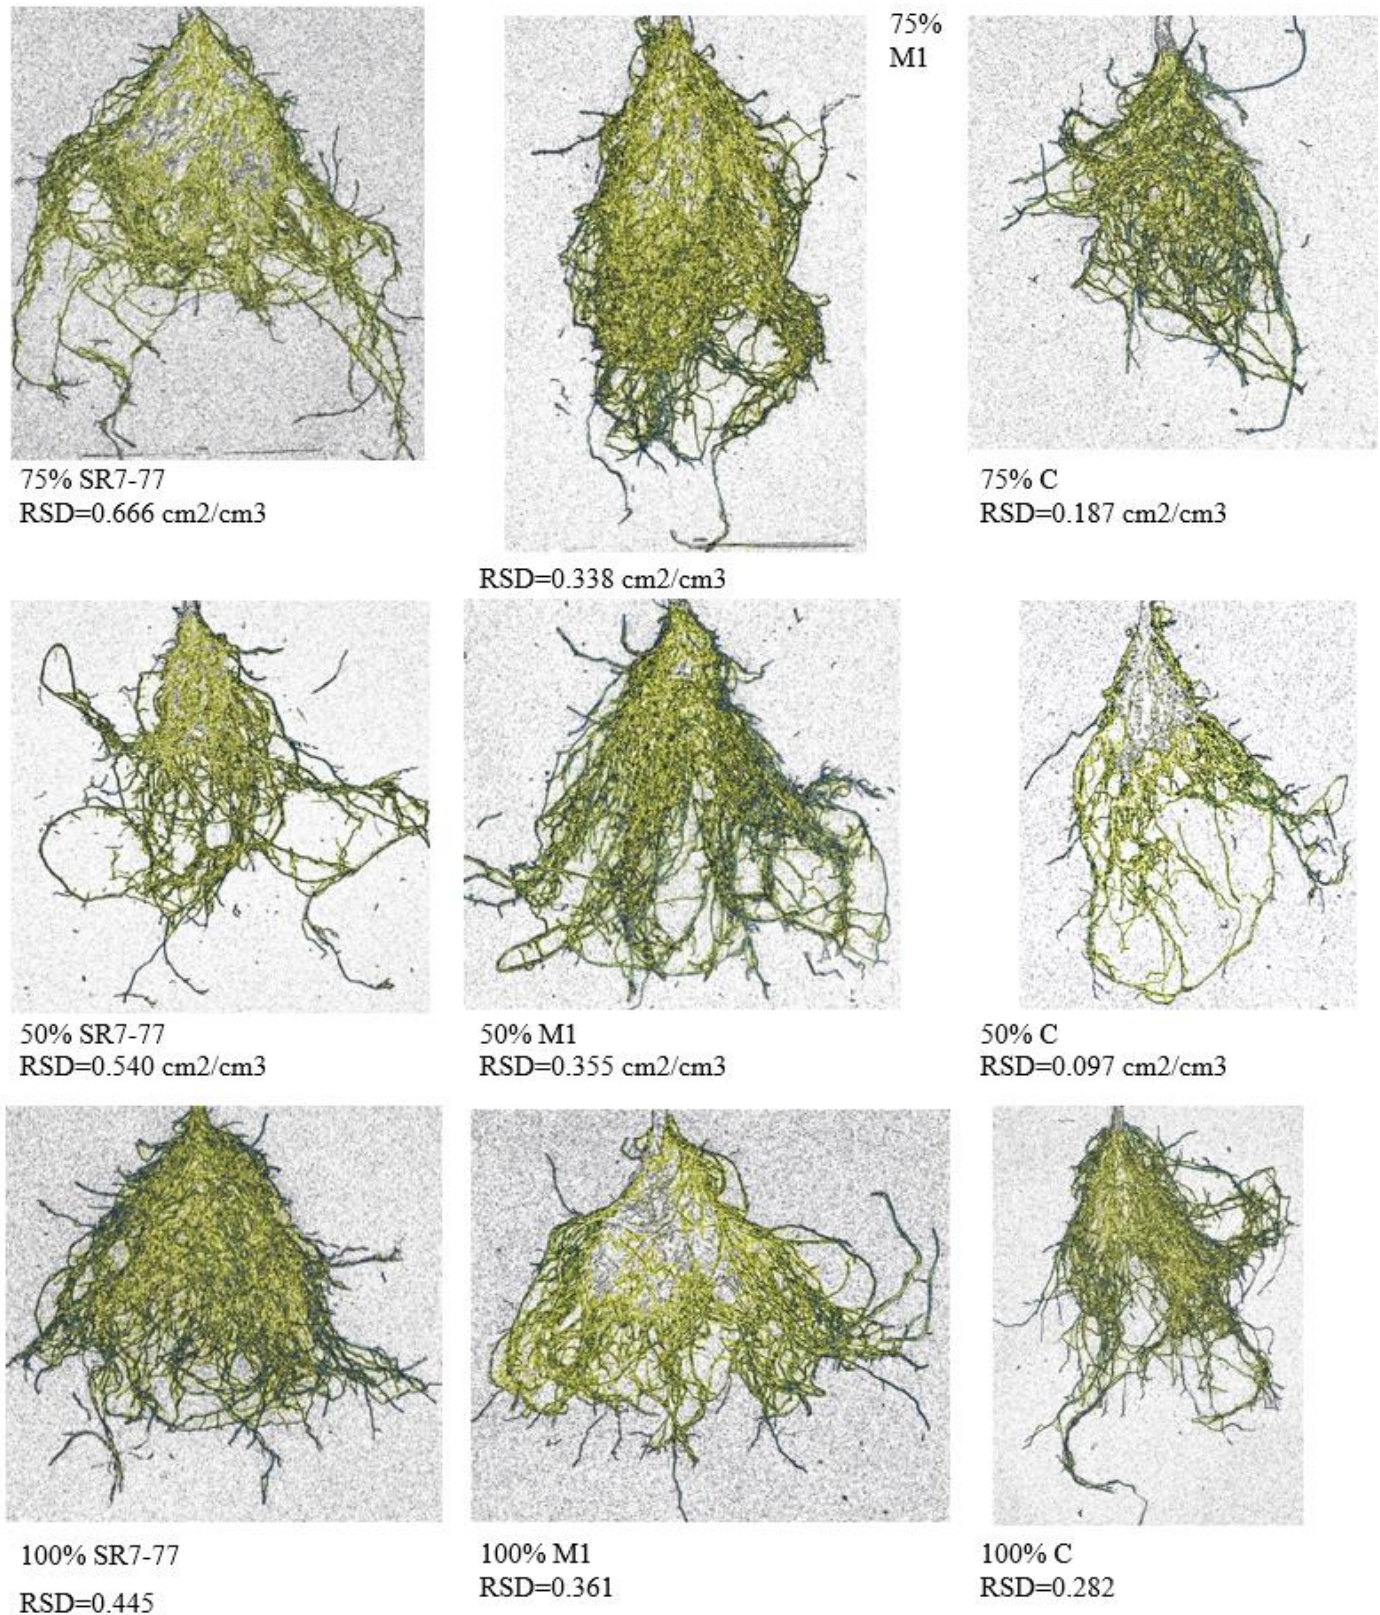 75%
M1
75% SR7-77
RSD=0.666 cm2/cm3
RSD=0.338 cm2/cm3
75% C
RSD=0.187 cm2/cm3
50% SR7-77
RSD=0.540 cm2/cm3
50% M1
RSD=0.355 cm2/cm3
50% C
RSD=0.097 cm2/cm3
100% SR7-77
RSD=0.445
100% M1
RSD=0.361
100% C
RSD=0.282